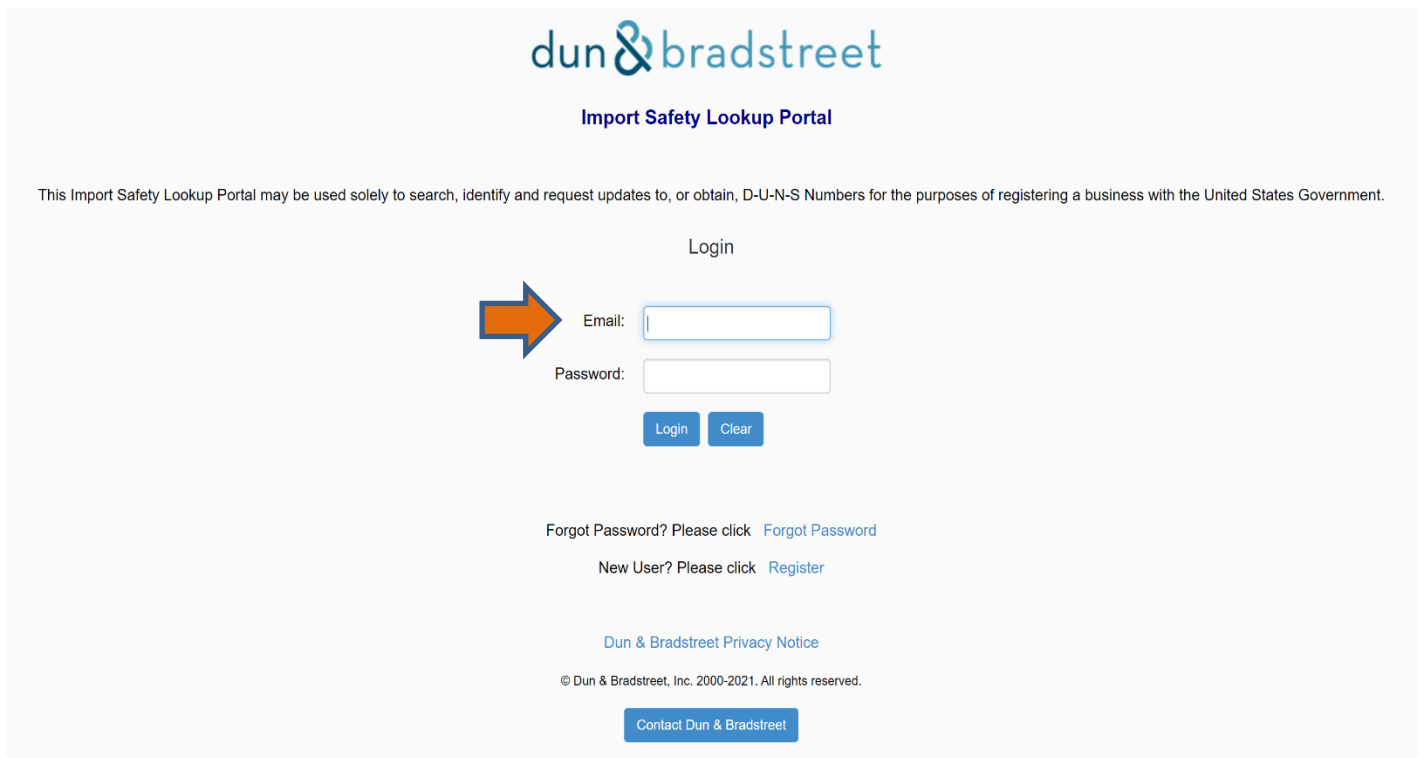 dun & bradstreet
Import Safety Lookup Portal
This Import Safety Lookup Portal may be used solely to search, identify and request updates to, or obtain, D-U-N-S Numbers for the purposes of registering a business with the United States Government.
Login
Email:
Password:
Login Clear
Forgot Password? Please click Forgot Password
New User? Please click Register
Dun & Bradstreet Privacy Notice
© Dun & Bradstreet, Inc. 2000-2021. All rights reserved.
Contact Dun & Bradstreet